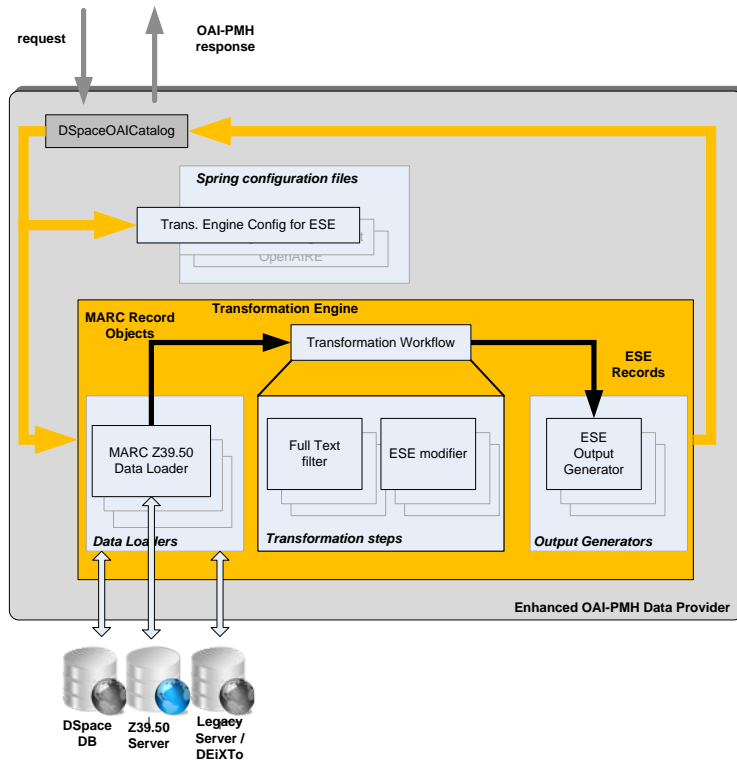 request
OAI-PMH
response
DSpaceOAICatalog
Spring configuration files
Trans. Engine Config for ESE
OpenAIRE
Transformation Engine
MARC Record
Objects
Transformation Workflow
ESE
Records
MARC Z39.50
Data Loader
Full Text
filter
ESE modifier
ESE
Output
Generator
Data Loaders
Transformation steps
Output Generators
Enhanced OAI-PMH Data Provider
DSpace
DB
Z39.50
Server
Legacy
Server /
DEiXTo